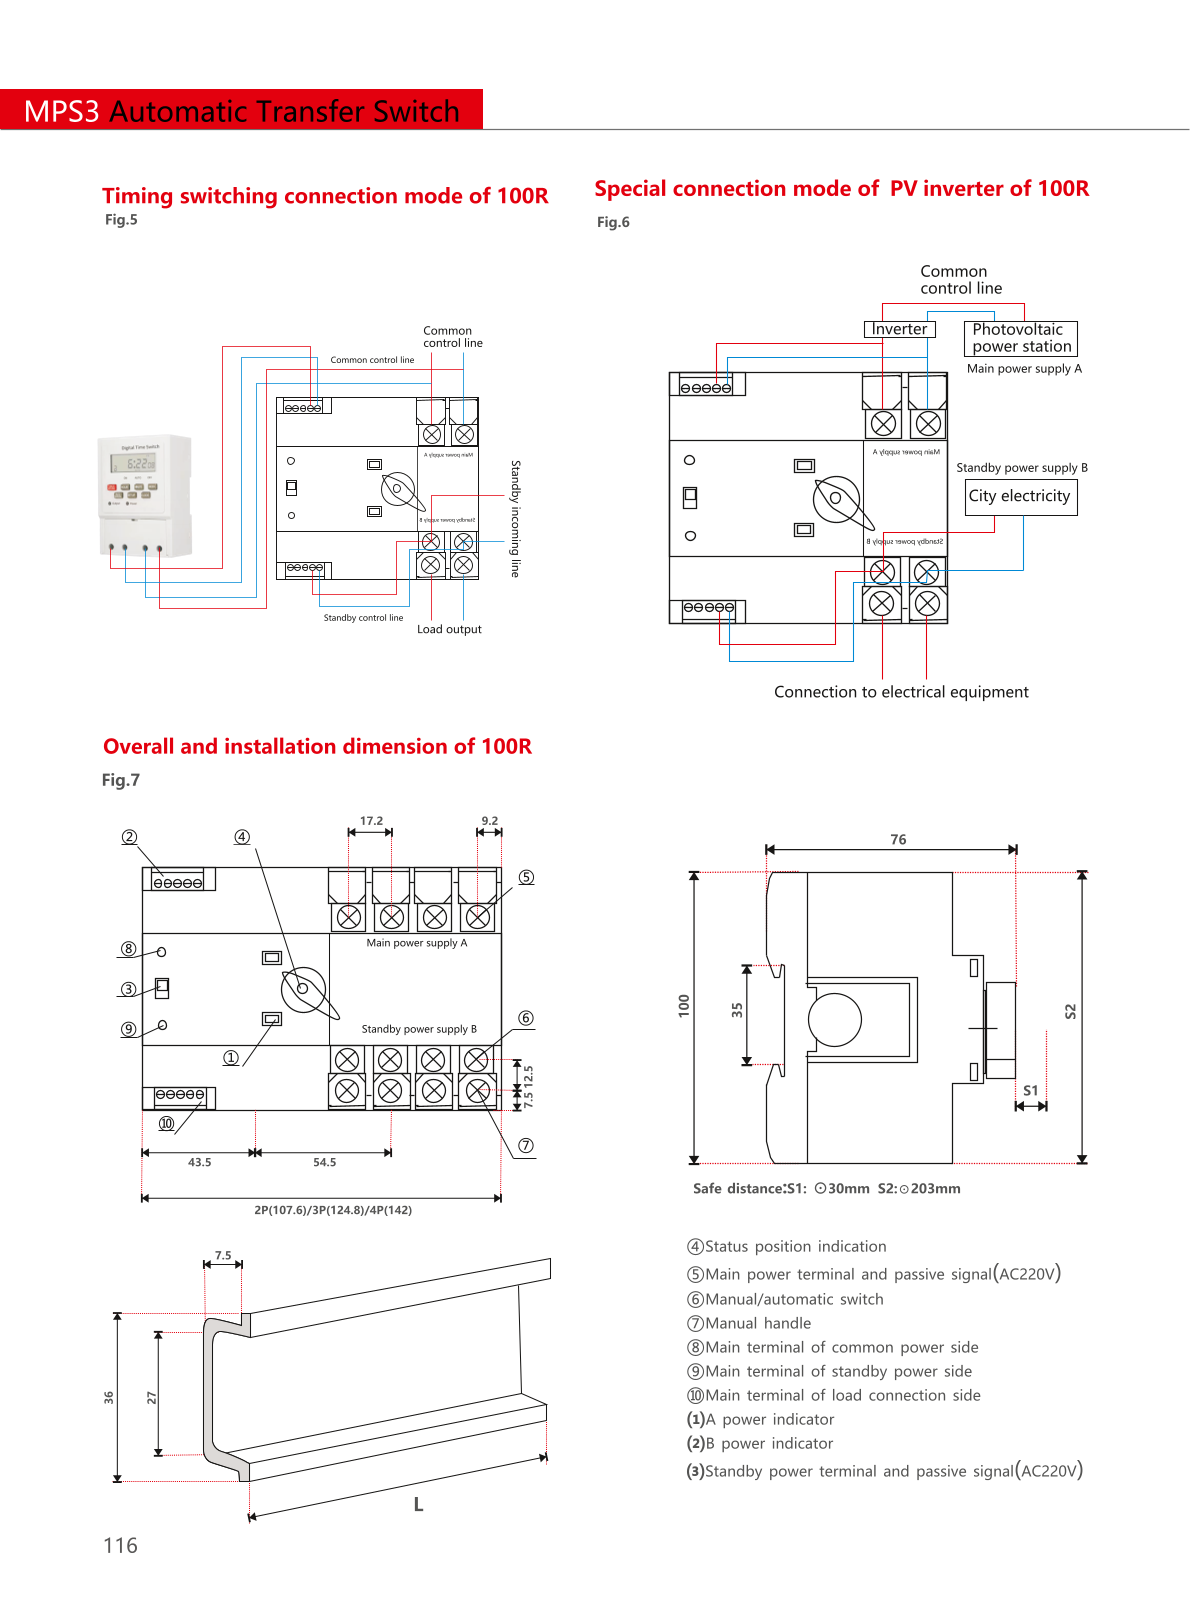 MPS3 Automatic Transfer Switch
Timing switching connection mode of 100R
Fig.5
Special connection mode of PV inverter of 100R
Fig.6
Common
control line
Common control line
Digital Time Switch
6:22
Main power supply A
Standby power supply B
Standby incoming line
Standby control line
Load output
Common
control line
Inverter
Photovoltaic
power station
Main power supply A
Main power supply A
Standby power supply B
City electricity
Standby power supply B
Connection to electrical equipment
Overall and installation dimension of 100R
Fig.7
17.2
9.2
②
④
⑤
Main power supply A
⑧
③
⑨
Standby power supply B
⑥
①
12.5
7.5
⑩
⑦
43.5
54.5
2P(107.6)/3P(124.8)/4P(142)
76
100
35
S2
S1
Safe distance:S1: ⊙30mm S2:⊙203mm
7.5
36
27
L
④Status position indication
⑤Main power terminal and passive signal(AC220V)
⑥Manual/automatic switch
⑦Manual handle
⑧Main terminal of common power side
⑨Main terminal of standby power side
⑩Main terminal of load connection side
(1)A power indicator
(2)B power indicator
(3)Standby power terminal and passive signal(AC220V)
116